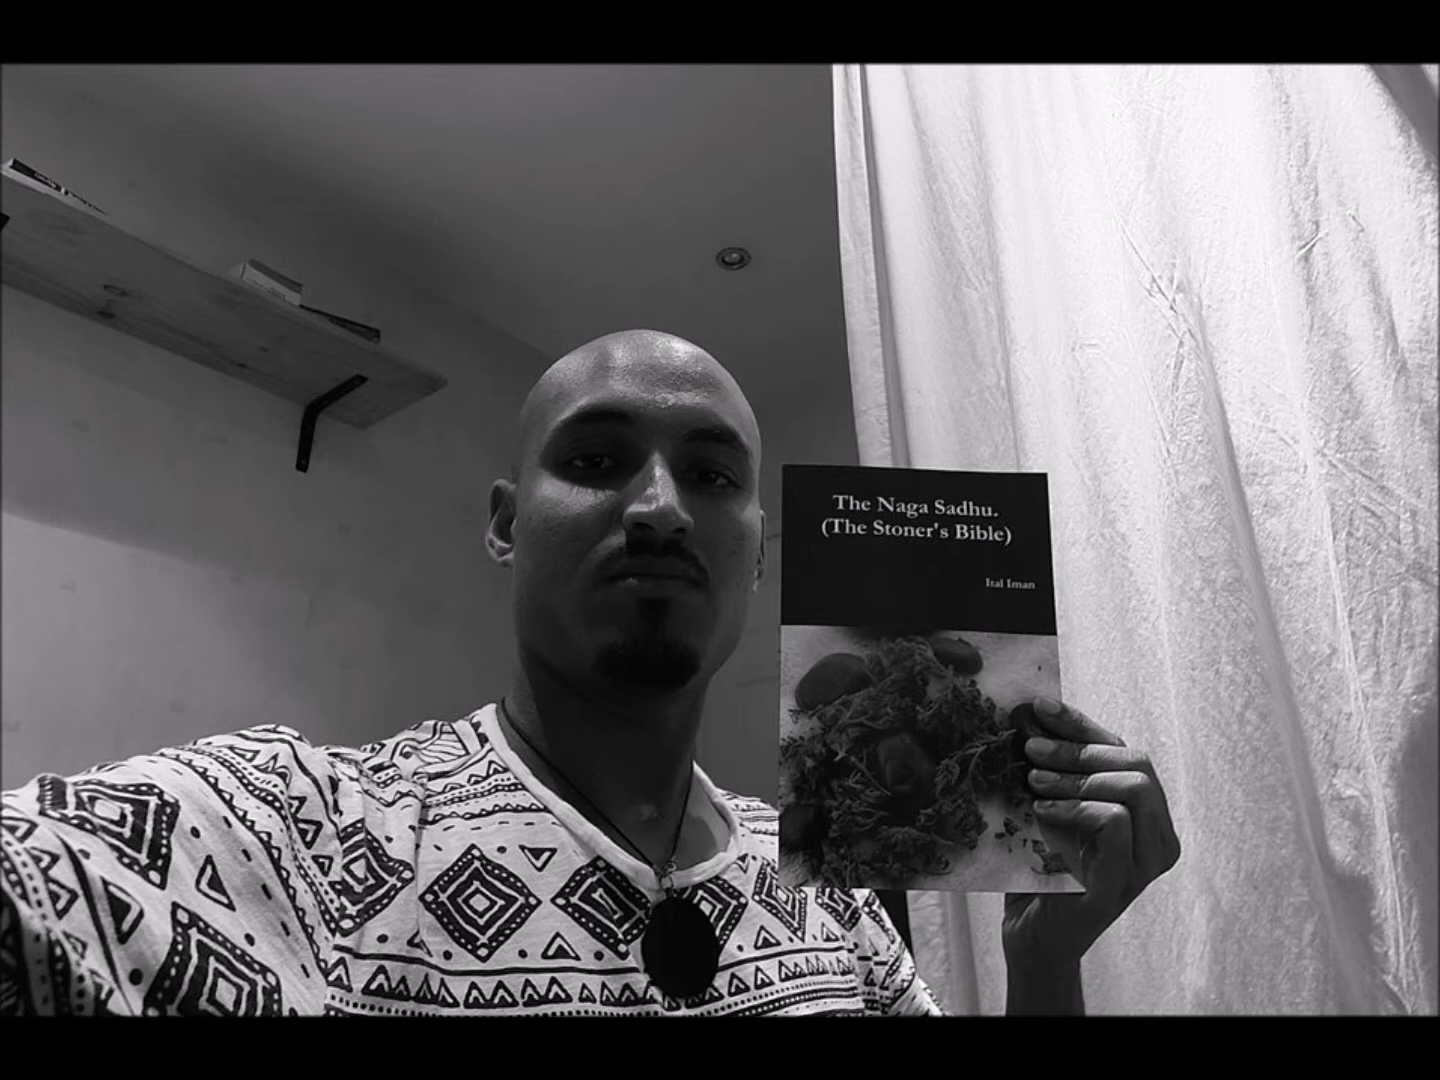 The Naga Sadhu.
(The Stoner's Bible)
Ital Iman